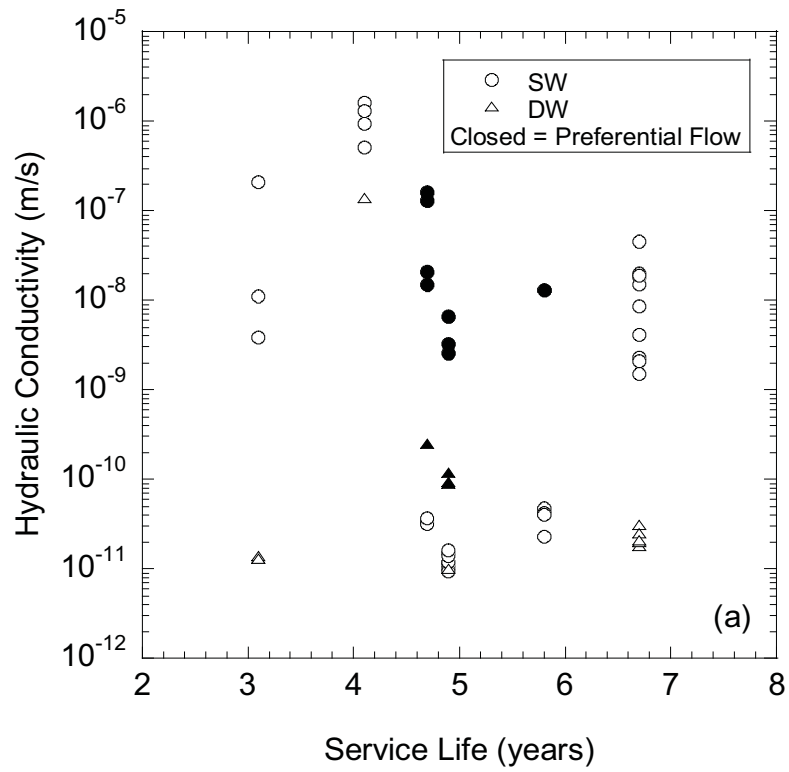 10⁻⁵
10⁻⁶
10⁻⁷
10⁻⁸
10⁻⁹
10⁻¹⁰
10⁻¹¹
10⁻¹²
Hydraulic Conductivity (m/s)
SW
DW
Closed = Preferential Flow
(a)
2 3 4 5 6 7 8
Service Life (years)